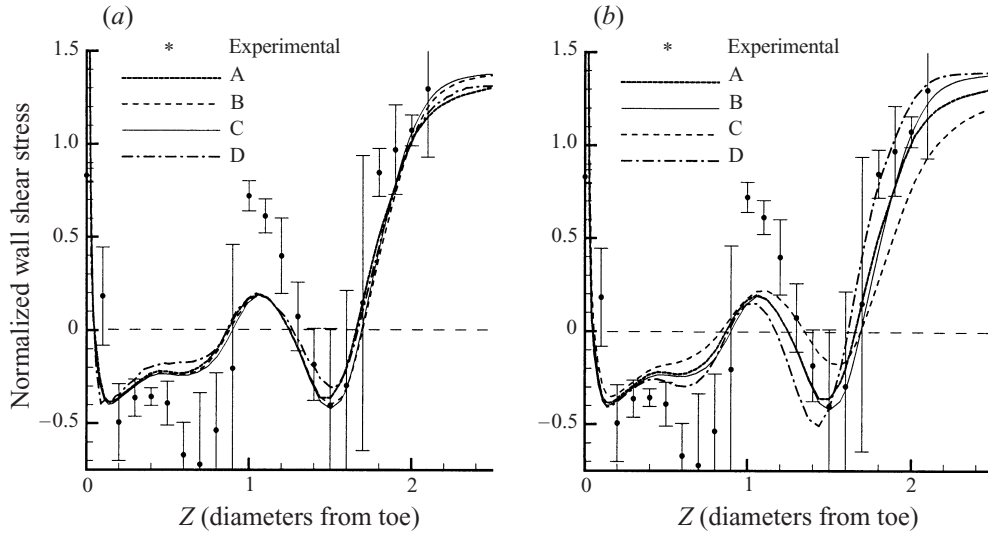 (a)
1.5
1.0
0.5
0
−0.5
Normalized wall shear stress
* Experimental
A
B
C
D
0 1 2
Z (diameters from toe)
(b)
1.5
1.0
0.5
0
−0.5
* Experimental
A
B
C
D
0 1 2
Z (diameters from toe)